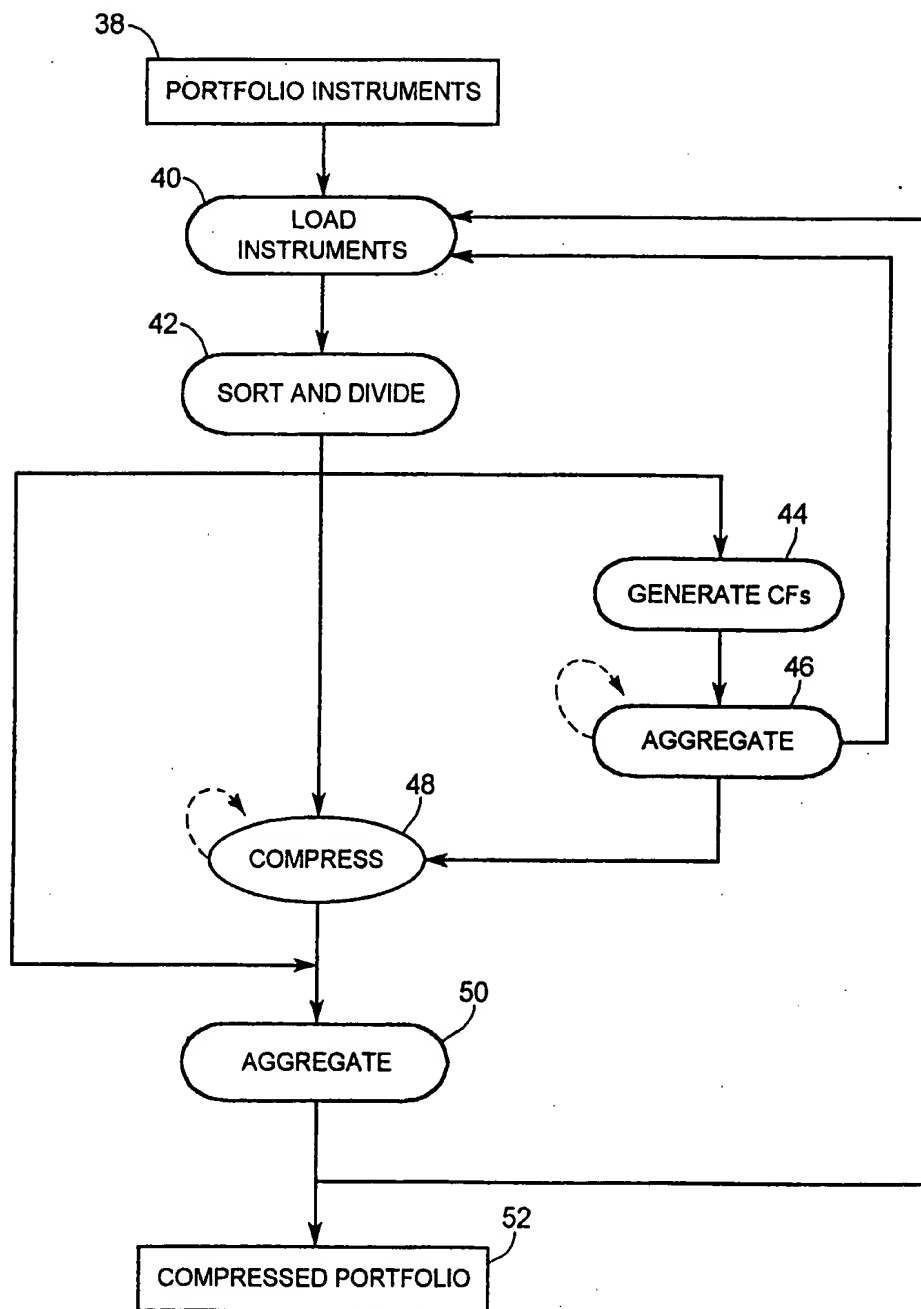 38
PORTFOLIO INSTRUMENTS
40
LOAD
INSTRUMENTS
42
SORT AND DIVIDE
44
GENERATE CFs
46
AGGREGATE
48
COMPRESS
50
AGGREGATE
52
COMPRESSED PORTFOLIO